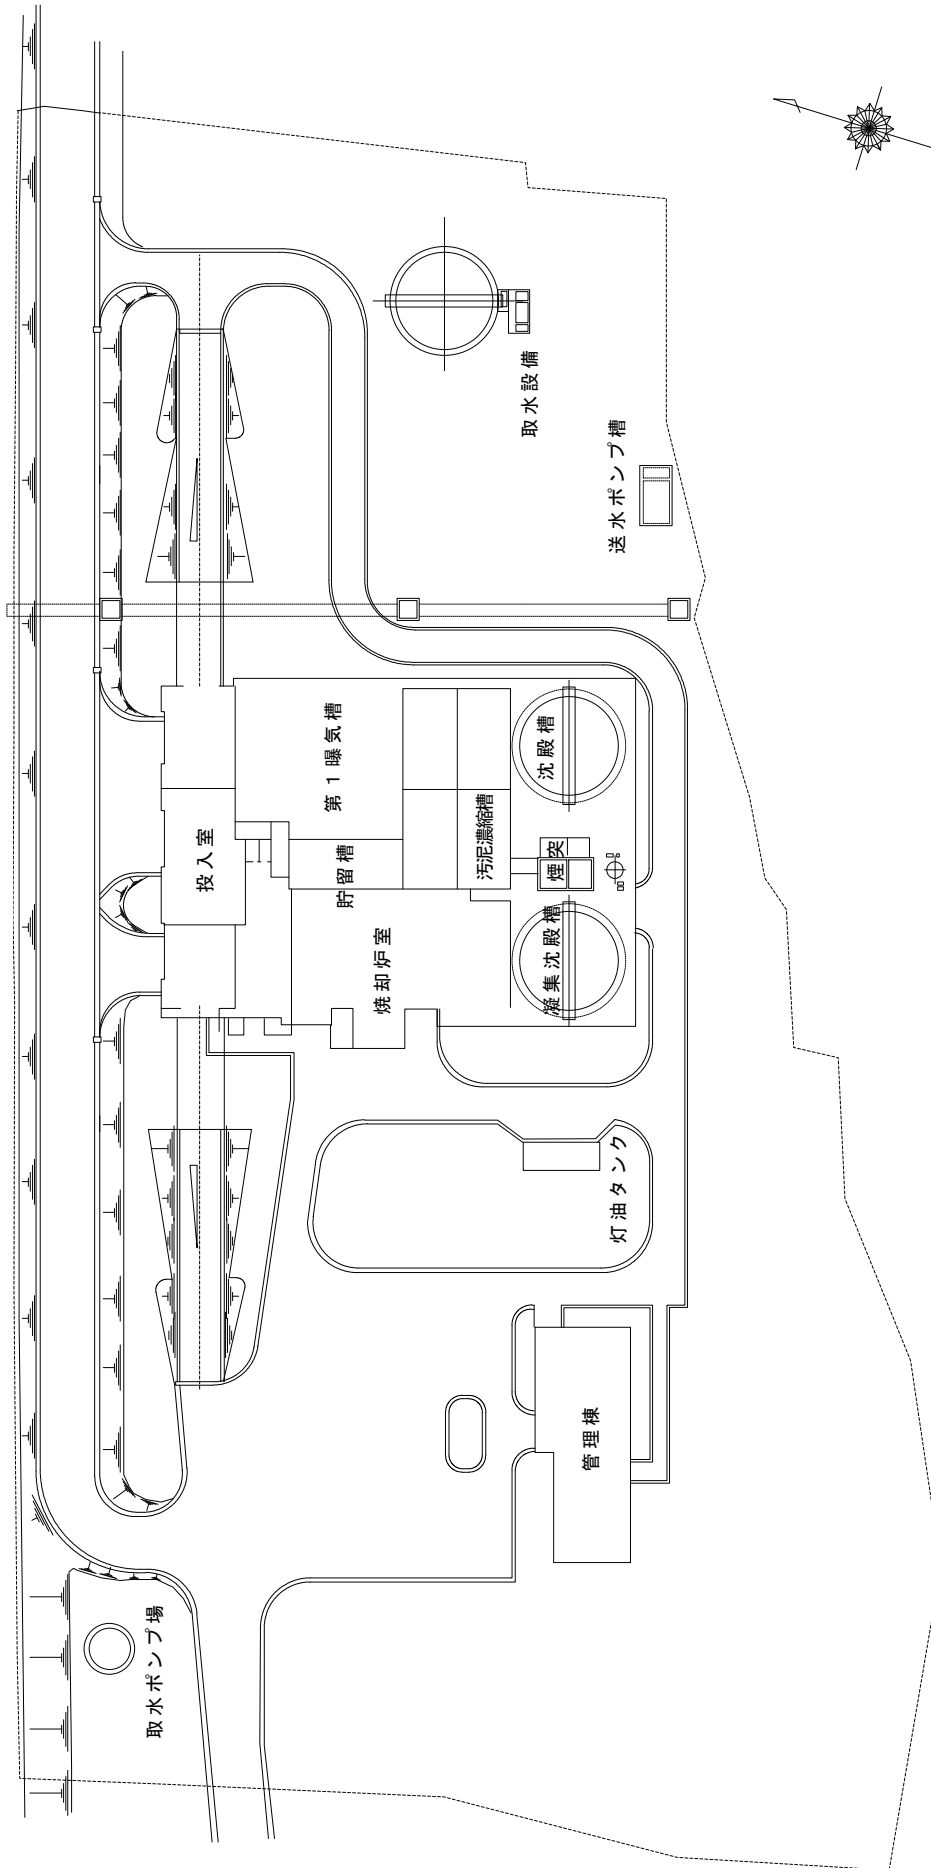 取水設備
送水ポンプ槽
第1曝気槽
沈殿槽
投入室
貯留槽
汚泥濃縮槽
煙突
焼却炉室
凝集沈殿槽
灯油タンク
管理棟
取水ポンプ場